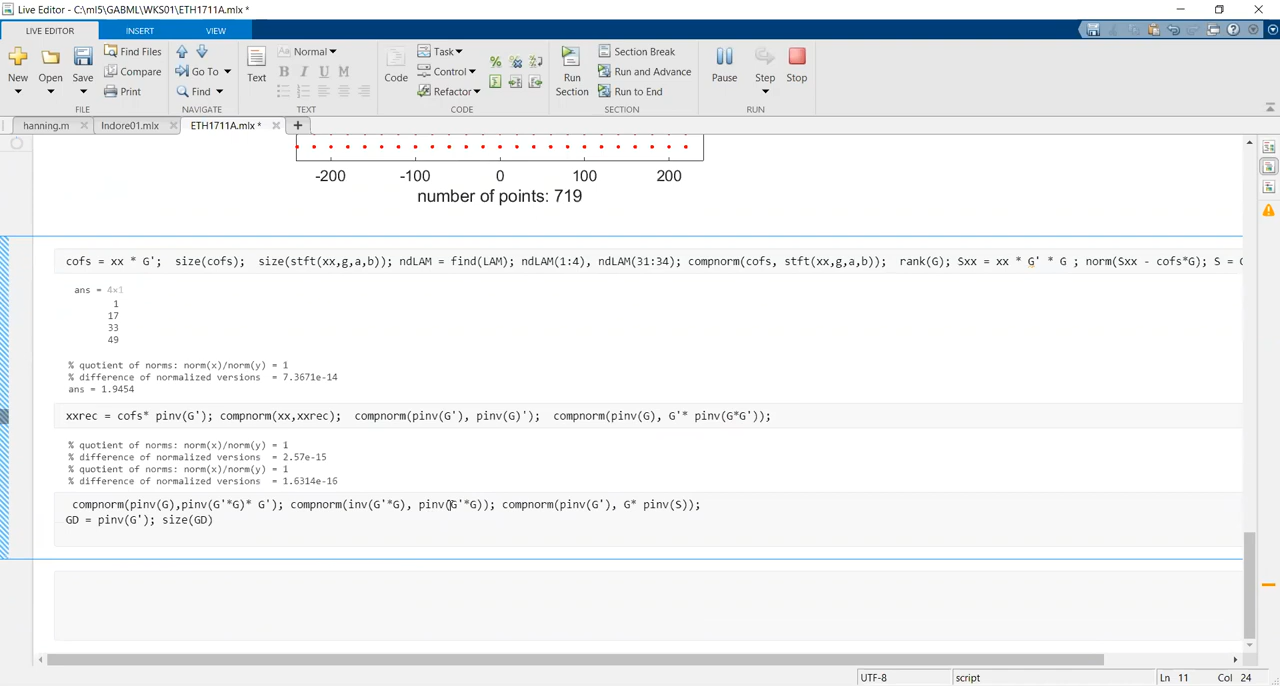 Live Editor - C:\ml5\GABML\WKS01\ETH1711A.mlx *
LIVE EDITOR INSERT VIEW
New Open Save Find Files Compare Print Go To Find Text Normal B I U M Code Task Control Refactor Run Section Section Break Run and Advance Run to End Pause Step Stop
FILE NAVIGATE TEXT CODE SECTION RUN
hanning.m Indore01.mlx ETH1711A.mlx *
-200 -100 0 100 200
number of points: 719
cofs = xx * G'; size(cofs); size(stft(xx,g,a,b)); ndLAM = find(LAM); ndLAM(1:4), ndLAM(31:34); compnorm(cofs, stft(xx,g,a,b)); rank(G); Sxx = xx * G' * G ; norm(Sxx - cofs*G); S =
ans = 4×1
1
17
33
49
% quotient of norms: norm(x)/norm(y) = 1
% difference of normalized versions = 7.3671e-14
ans = 1.9454
xxrec = cofs* pinv(G'); compnorm(xx,xxrec); compnorm(pinv(G'), pinv(G)'); compnorm(pinv(G), G'* pinv(G*G'));
% quotient of norms: norm(x)/norm(y) = 1
% difference of normalized versions = 2.57e-15
% quotient of norms: norm(x)/norm(y) = 1
% difference of normalized versions = 1.6314e-16
compnorm(pinv(G),pinv(G'*G)* G'); compnorm(inv(G'*G), pinv(G'*G)); compnorm(pinv(G'), G* pinv(S));
GD = pinv(G'); size(GD)
UTF-8 script Ln 11 Col 24